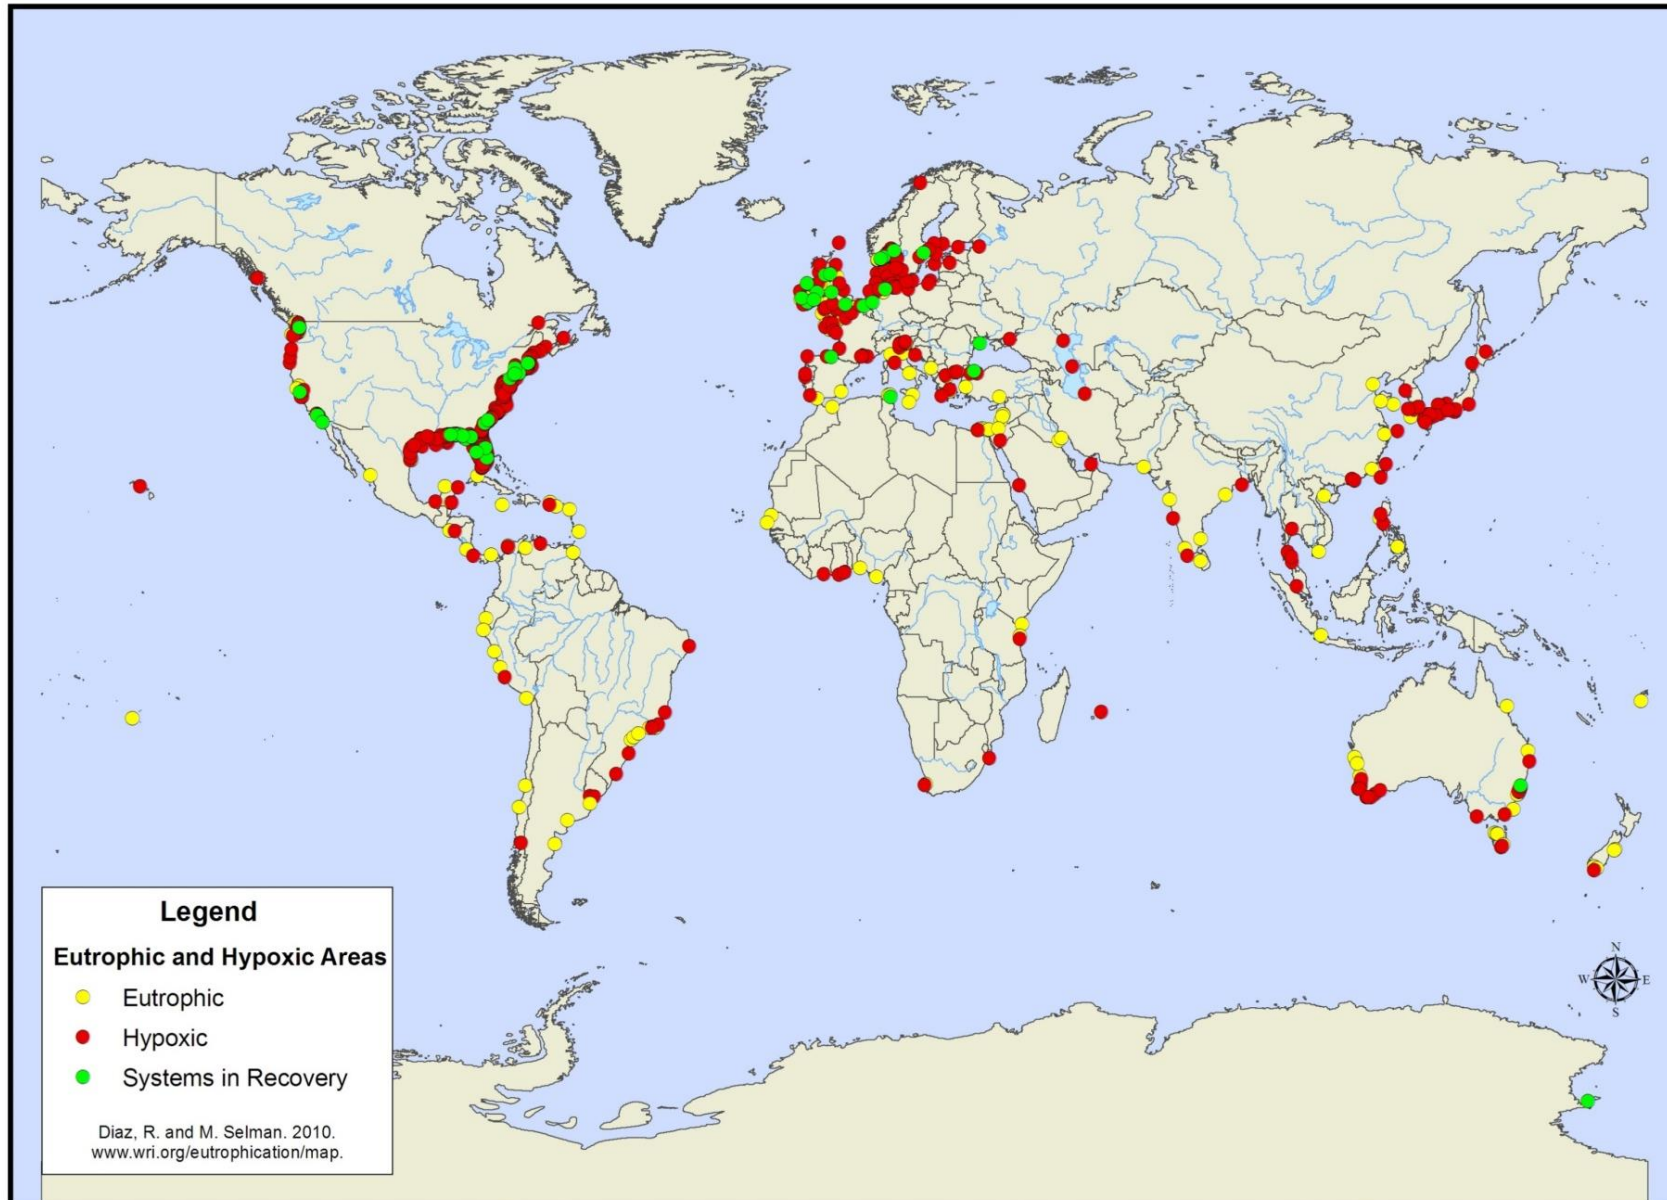 Legend
Eutrophic and Hypoxic Areas
Eutrophic
Hypoxic
Systems in Recovery
Diaz, R. and M. Selman. 2010.
www.wri.org/eutrophication/map.
N
W E
S